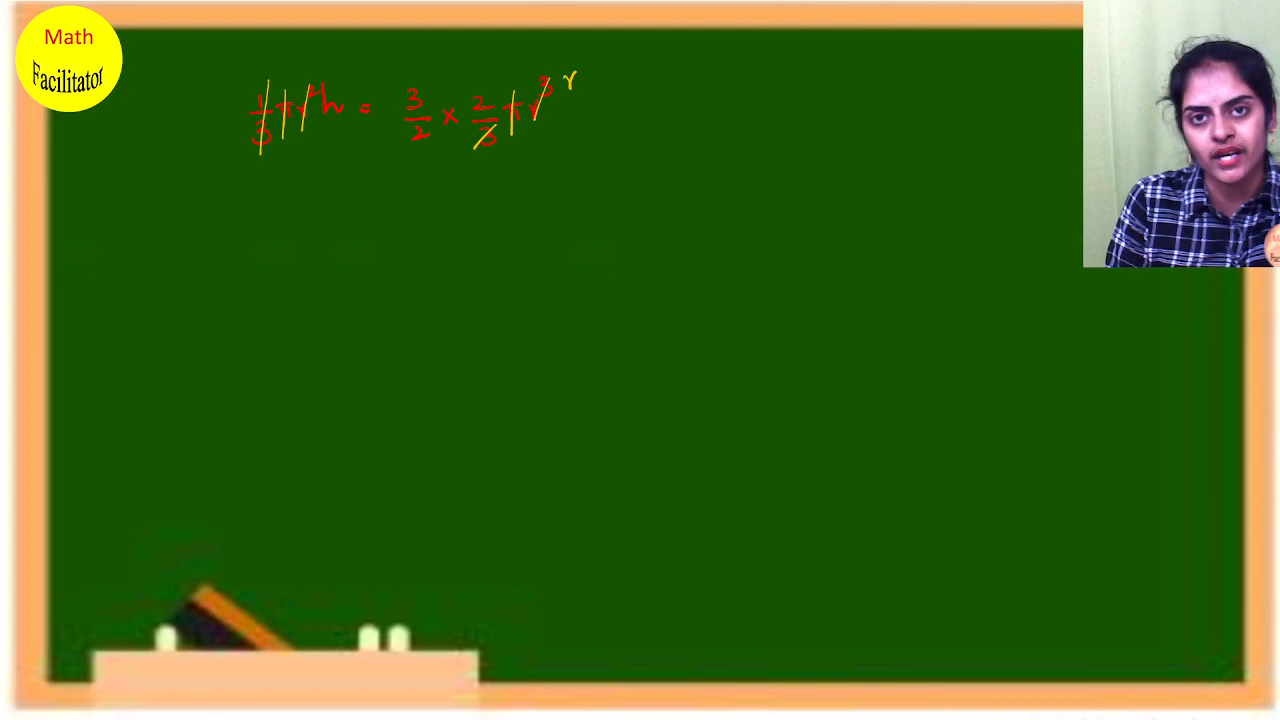 Math
Facilitator
1/3 πr²h = 3/2 × 2/3 πr³ r